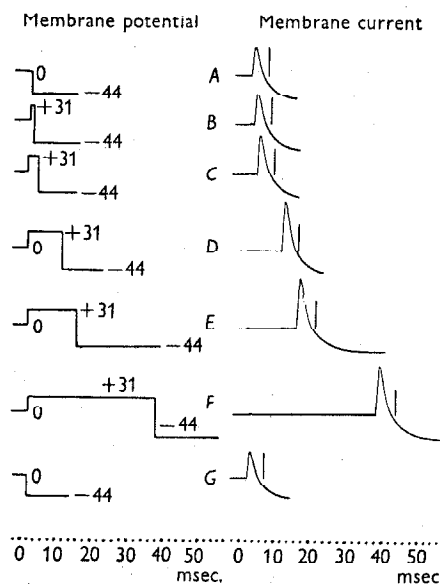 Membrane potential Membrane current
0 −44 A
+31 −44 B
+31 −44 C
0 +31 −44 D
0 +31 −44 E
0 +31 −44 F
0 −44 G
0 10 20 30 40 50 0 10 20 30 40 50
msec. msec.